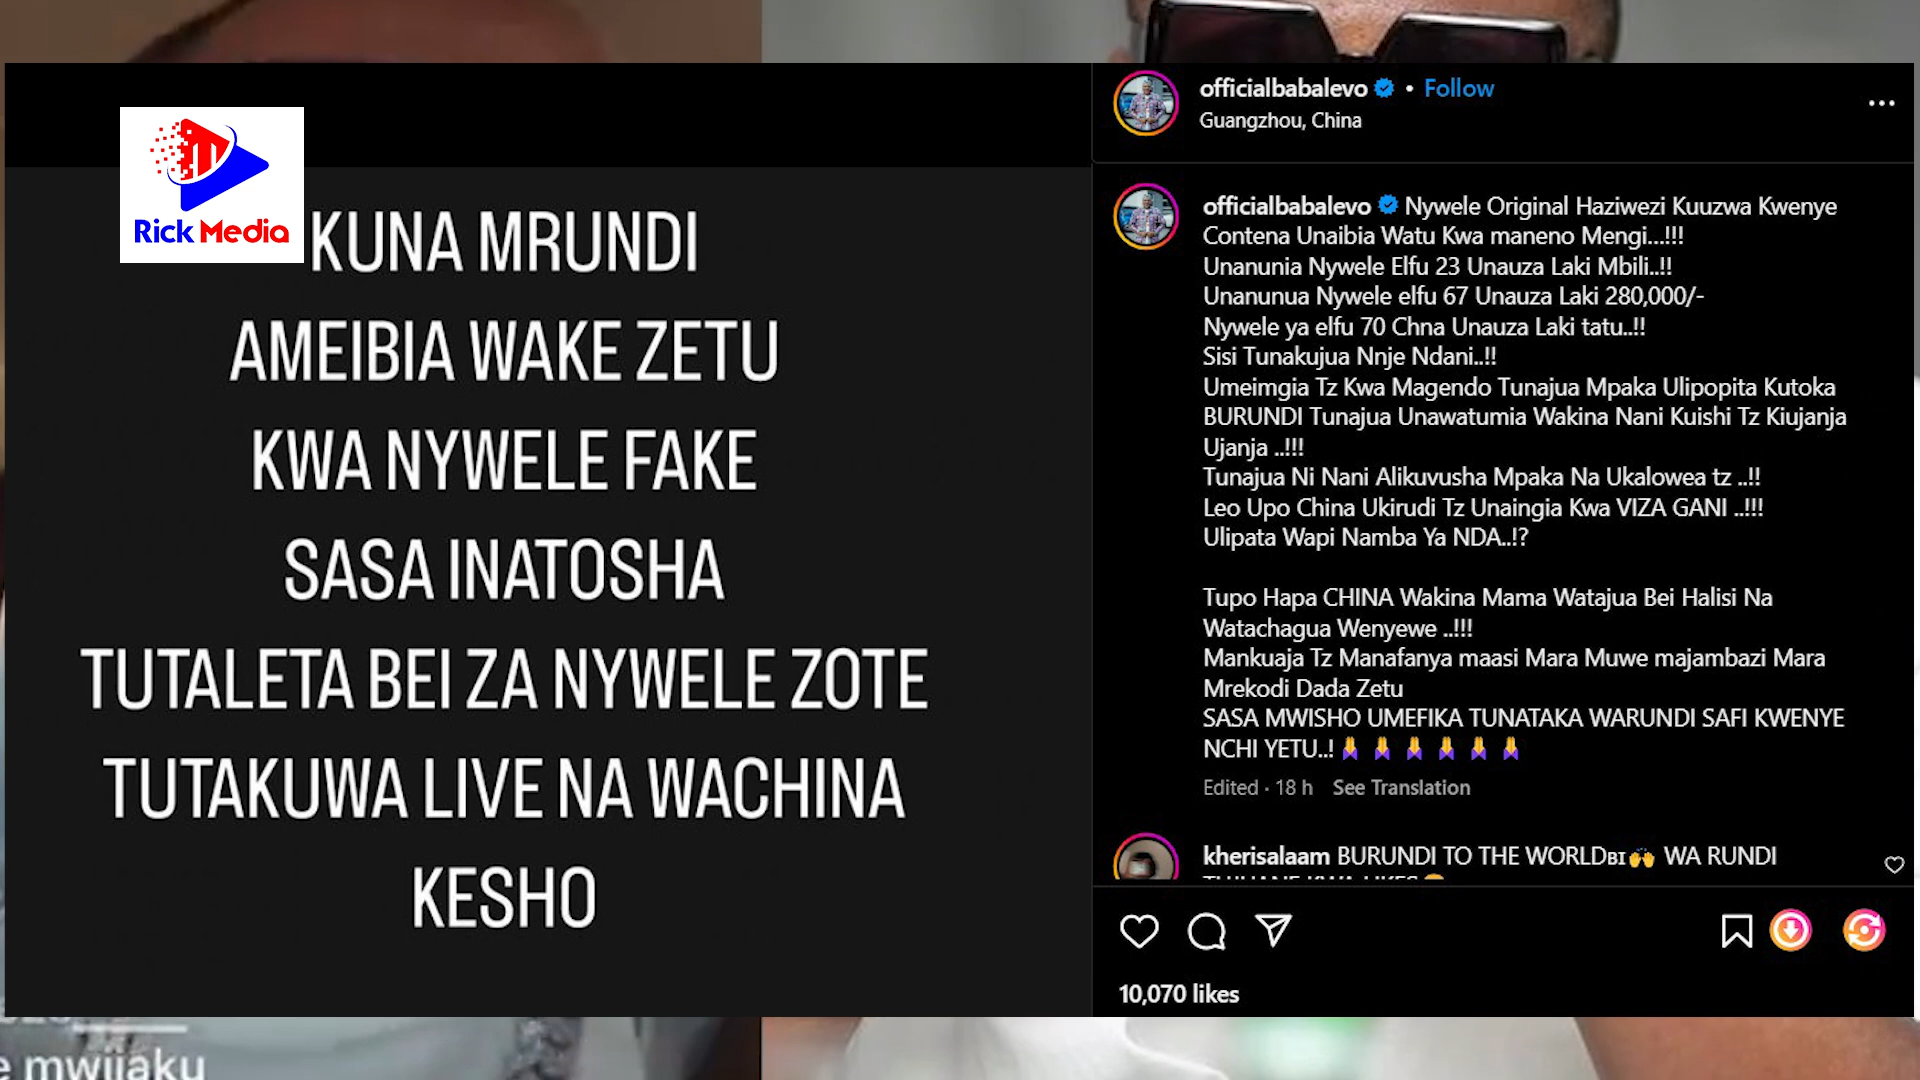 Rick Media
KUNA MRUNDI
AMEIBIA WAKE ZETU
KWA NYWELE FAKE
SASA INATOSHA
TUTALETA BEI ZA NYWELE ZOTE
TUTAKUWA LIVE NA WACHINA
KESHO
officialbabalevo • Follow
Guangzhou, China
officialbabalevo Nywele Original Haziwezi Kuuzwa Kwenye
Contena Unaibia Watu Kwa maneno Mengi...!!!
Unanunia Nywele Elfu 23 Unauza Laki Mbili..!!
Unanunua Nywele elfu 67 Unauza Laki 280,000/-
Nywele ya elfu 70 Chna Unauza Laki tatu..!!
Sisi Tunakujua Nnje Ndani..!!
Umeimgia Tz Kwa Magendo Tunajua Mpaka Ulipopita Kutoka
BURUNDI Tunajua Unawatumia Wakina Nani Kuishi Tz Kiujanja
Ujanja ..!!!
Tunajua Ni Nani Alikuvusha Mpaka Na Ukalowea tz ..!!
Leo Upo China Ukirudi Tz Unaingia Kwa VIZA GANI ..!!!
Ulipata Wapi Namba Ya NDA..!?
Tupo Hapa CHINA Wakina Mama Watajua Bei Halisi Na
Watachagua Wenyewe ..!!!
Mankuaja Tz Manafanya maasi Mara Muwe majambazi Mara
Mrekodi Dada Zetu
SASA MWISHO UMEFIKA TUNATAKA WARUNDI SAFI KWENYE
NCHI YETU..! 🙏 🙏 🙏 🙏 🙏 🙏
Edited · 18 h See Translation
kherisalaam BURUNDI TO THE WORLD🇧🇮🙌 WA RUNDI
10,070 likes
mwijaku